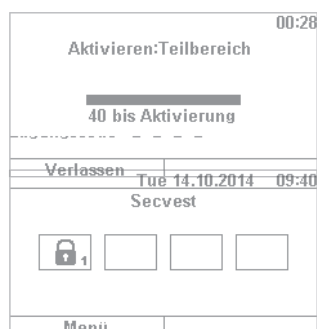 00:28
Aktivieren:Teilbereich
40 bis Aktivierung
Verlassen
Tue 14.10.2014 09:40
Secvest
1
Menü